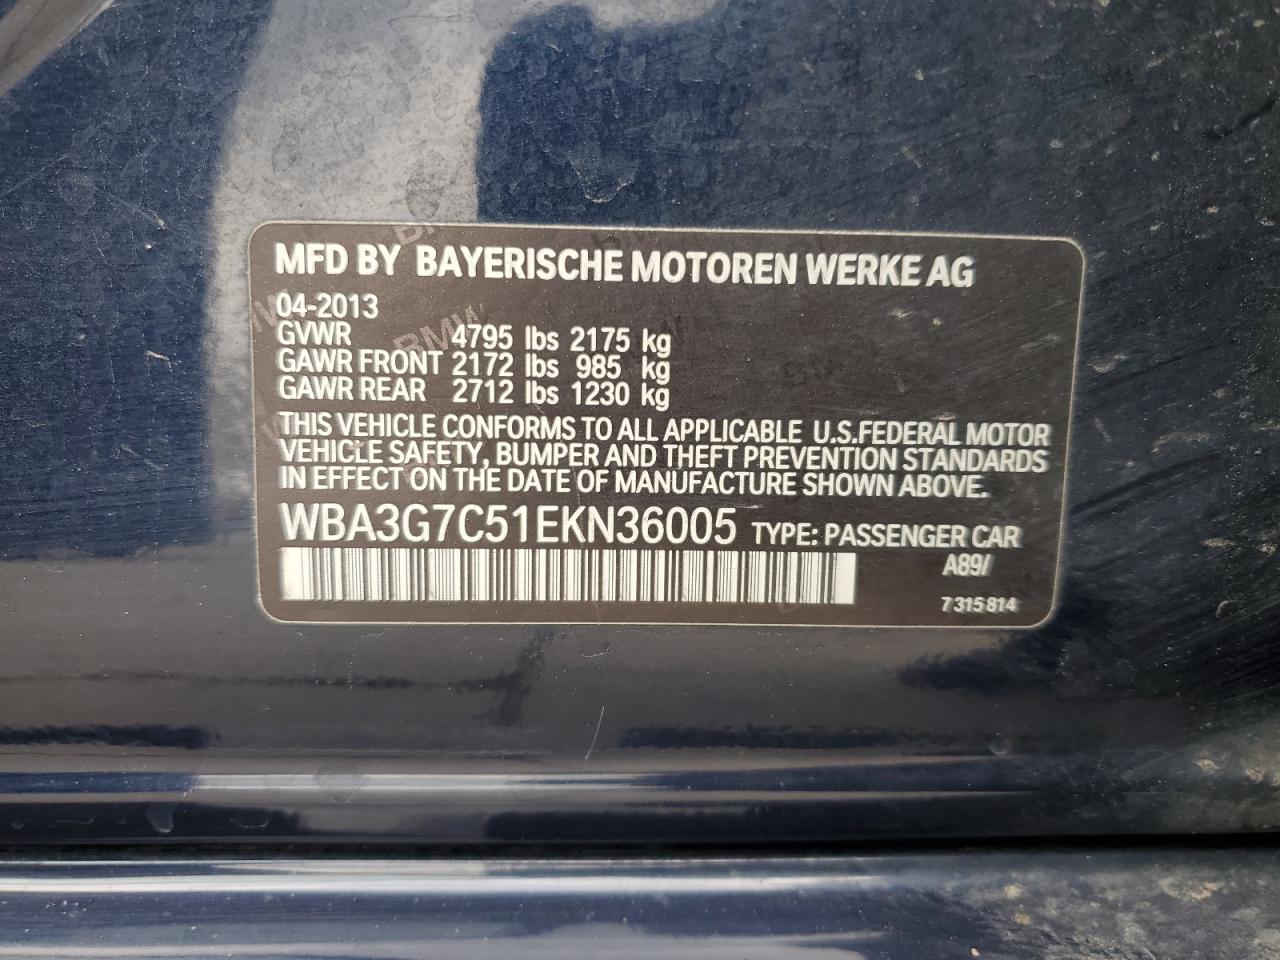 MFD BY BAYERISCHE MOTOREN WERKE AG
04-2013
GVWR 4795 lbs 2175 kg
GAWR FRONT 2172 lbs 985 kg
GAWR REAR 2712 lbs 1230 kg
THIS VEHICLE CONFORMS TO ALL APPLICABLE U.S.FEDERAL MOTOR
VEHICLE SAFETY, BUMPER AND THEFT PREVENTION STANDARDS
IN EFFECT ON THE DATE OF MANUFACTURE SHOWN ABOVE.
WBA3G7C51EKN36005 TYPE: PASSENGER CAR
A89/
7 315 814